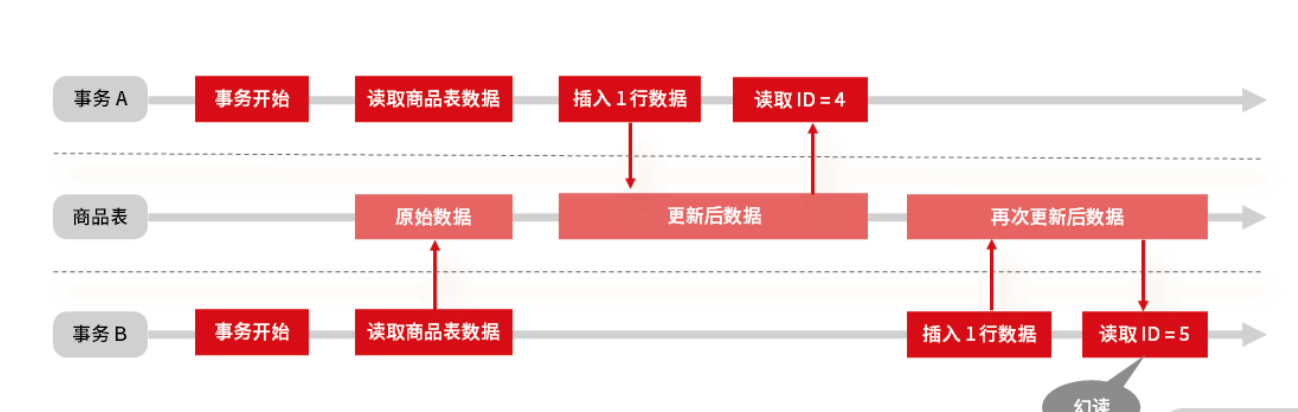 事务 A
事务开始
读取商品表数据
插入 1 行数据
读取 ID = 4
商品表
原始数据
更新后数据
再次更新后数据
事务 B
事务开始
读取商品表数据
插入 1 行数据
读取 ID = 5
幻读